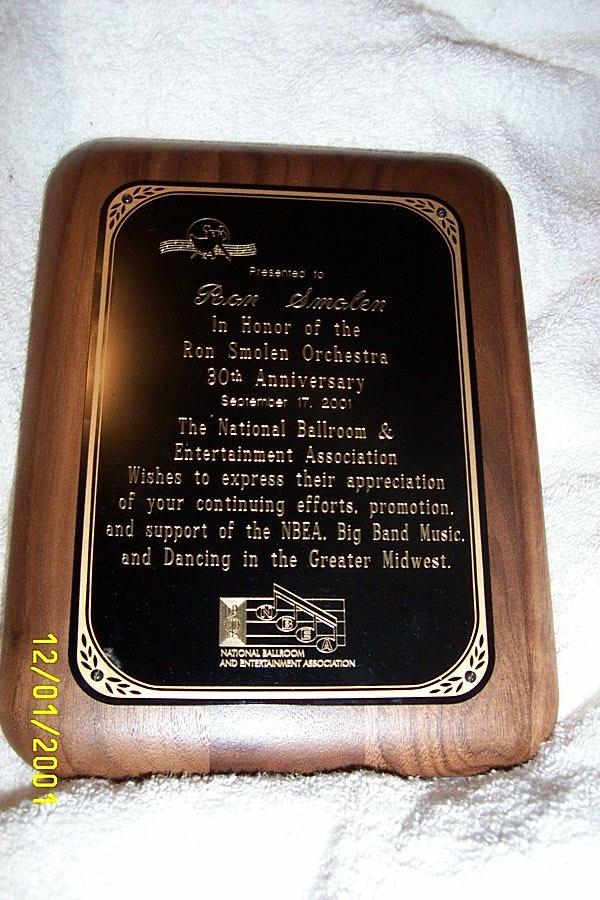 Presented to
Ron Smolen
In Honor of the
Ron Smolen Orchestra
30th Anniversary
September 17, 2001
The National Ballroom &
Entertainment Association
Wishes to express their appreciation
of your continuing efforts, promotion,
and support of the NBEA, Big Band Music,
and Dancing in the Greater Midwest.
NBEA
NATIONAL BALLROOM
AND ENTERTAINMENT ASSOCIATION
12/01/2001